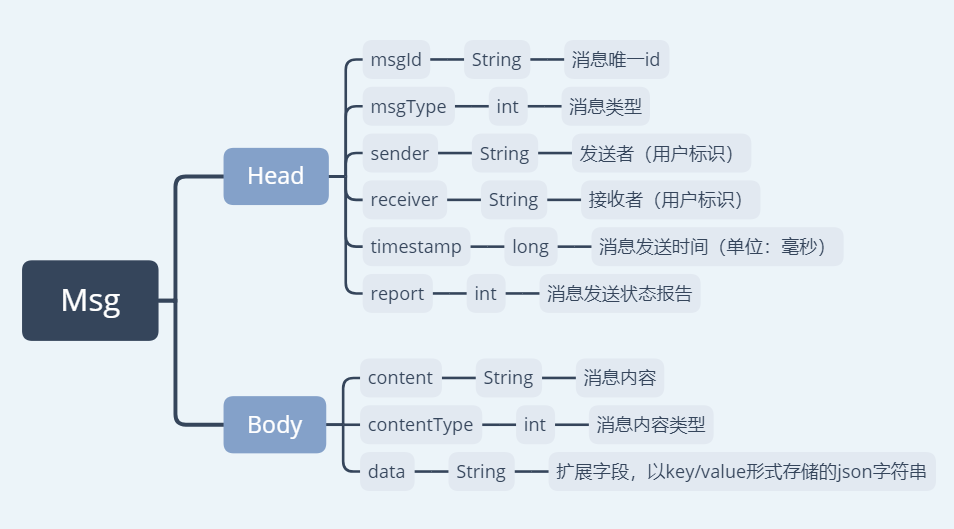 Msg
Head
msgId String 消息唯一id
msgType int 消息类型
sender String 发送者（用户标识）
receiver String 接收者（用户标识）
timestamp long 消息发送时间（单位：毫秒）
report int 消息发送状态报告
Body
content String 消息内容
contentType int 消息内容类型
data String 扩展字段，以key/value形式存储的json字符串